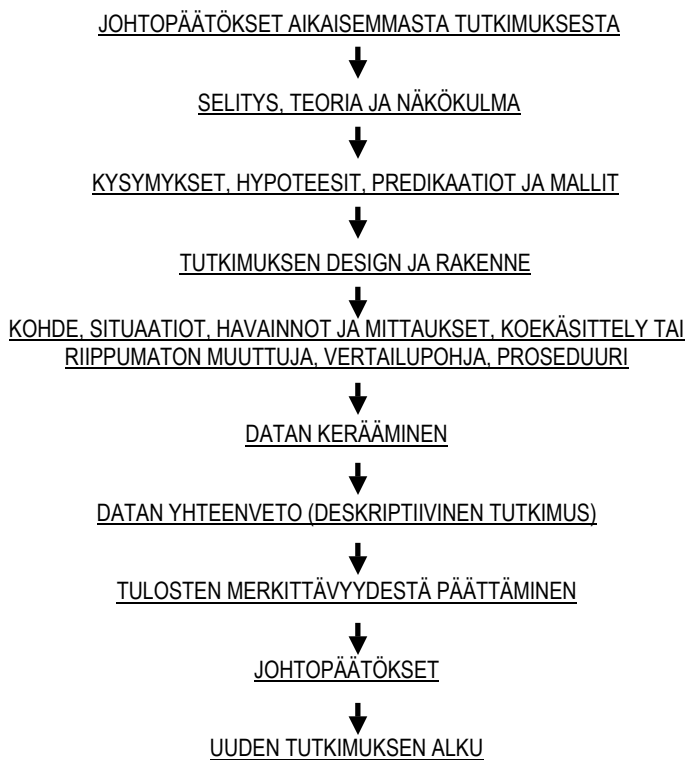 JOHTOPÄÄTÖKSET AIKAISEMMASTA TUTKIMUKSESTA
SELITYS, TEORIA JA NÄKÖKULMA
KYSYMYKSET, HYPOTEESIT, PREDIKAATIOT JA MALLIT
TUTKIMUKSEN DESIGN JA RAKENNE
KOHDE, SITUAATIOT, HAVAINNOT JA MITTAUKSET, KOEKÄSITTELY TAI
RIIPPUMATON MUUTTUJA, VERTAILUPOHJA, PROSEDUURI
DATAN KERÄÄMINEN
DATAN YHTEENVETO (DESKRIPTIIVINEN TUTKIMUS)
TULOSTEN MERKITTÄVYYDESTÄ PÄÄTTÄMINEN
JOHTOPÄÄTÖKSET
UUDEN TUTKIMUKSEN ALKU